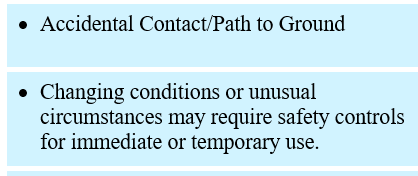 • Accidental Contact/Path to Ground
• Changing conditions or unusual
circumstances may require safety controls
for immediate or temporary use.